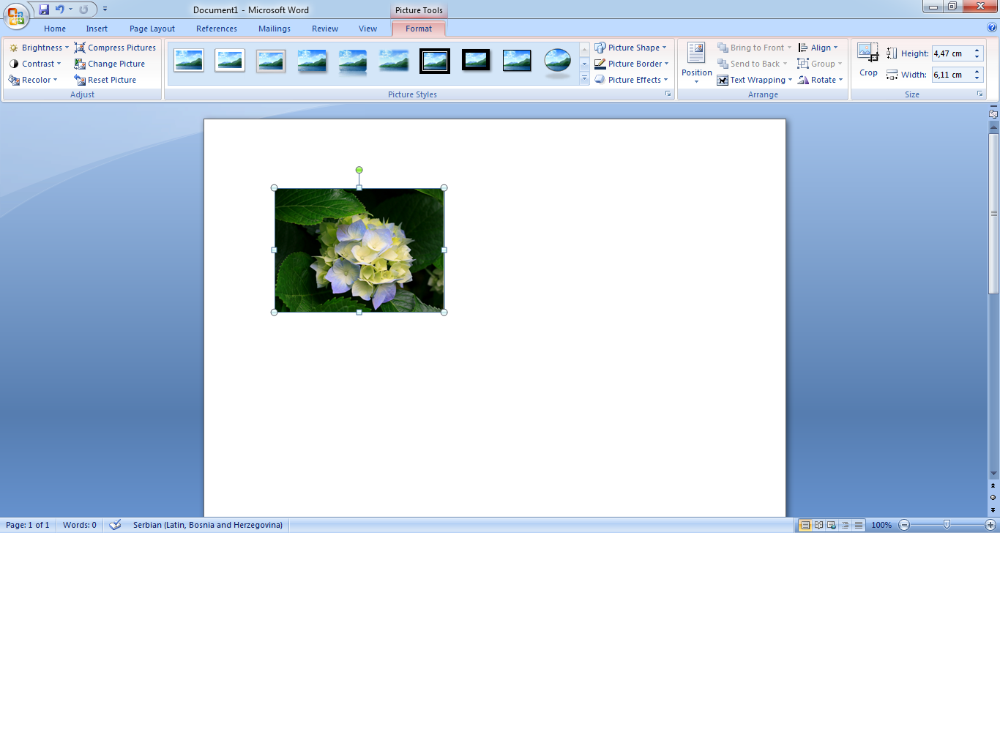 Document1 - Microsoft Word
Picture Tools
Home Insert Page Layout References Mailings Review View Format
Brightness
Contrast
Recolor
Compress Pictures
Change Picture
Reset Picture
Adjust
Picture Shape
Picture Border
Picture Effects
Picture Styles
Position
Bring to Front
Send to Back
Text Wrapping
Align
Group
Rotate
Arrange
Crop
Height: 4,47 cm
Width: 6,11 cm
Size
Page: 1 of 1 Words: 0 Serbian (Latin, Bosnia and Herzegovina) 100%